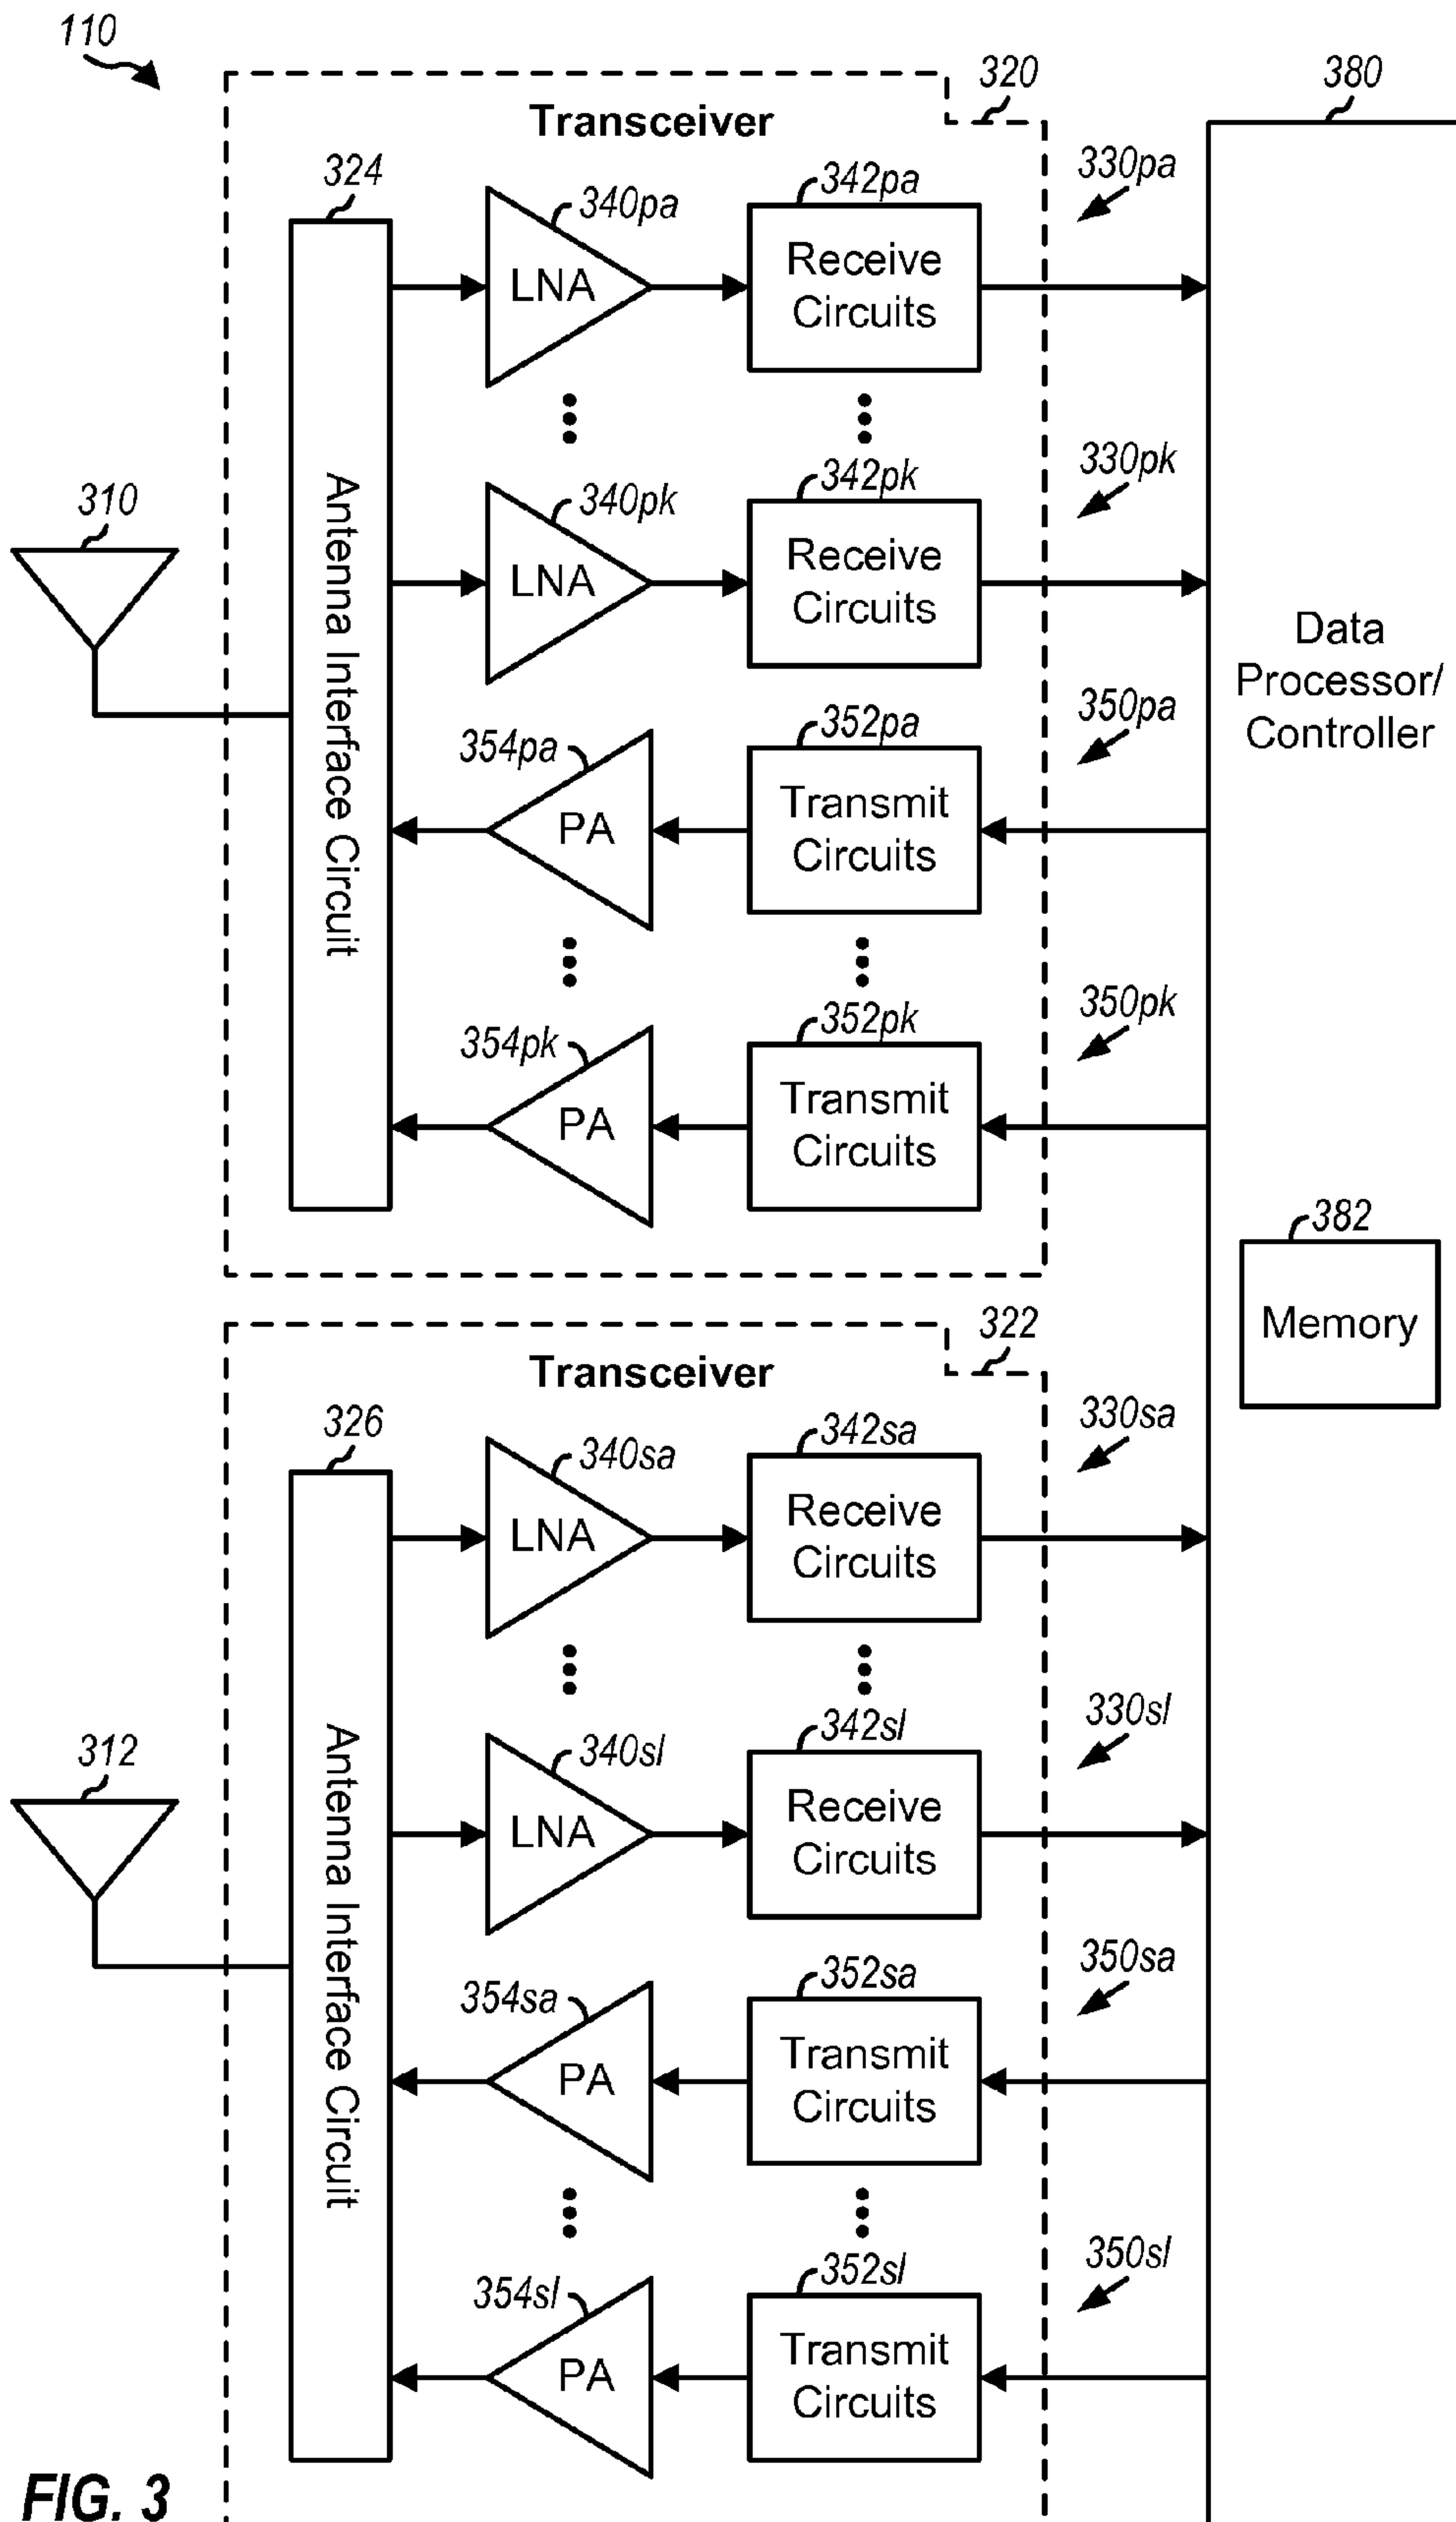 110
320
380
Transceiver
330pa
324
340pa
342pa
LNA
Receive
Circuits
330pk
310
340pk
342pk
Antenna Interface Circuit
LNA
Receive
Circuits
Data
Processor/
Controller
350pa
354pa
352pa
PA
Transmit
Circuits
350pk
354pk
352pk
PA
Transmit
Circuits
382
Memory
322
Transceiver
330sa
326
340sa
342sa
LNA
Receive
Circuits
330sl
312
340sl
342sl
Antenna Interface Circuit
LNA
Receive
Circuits
350sa
354sa
352sa
PA
Transmit
Circuits
350sl
354sl
352sl
PA
Transmit
Circuits
FIG. 3